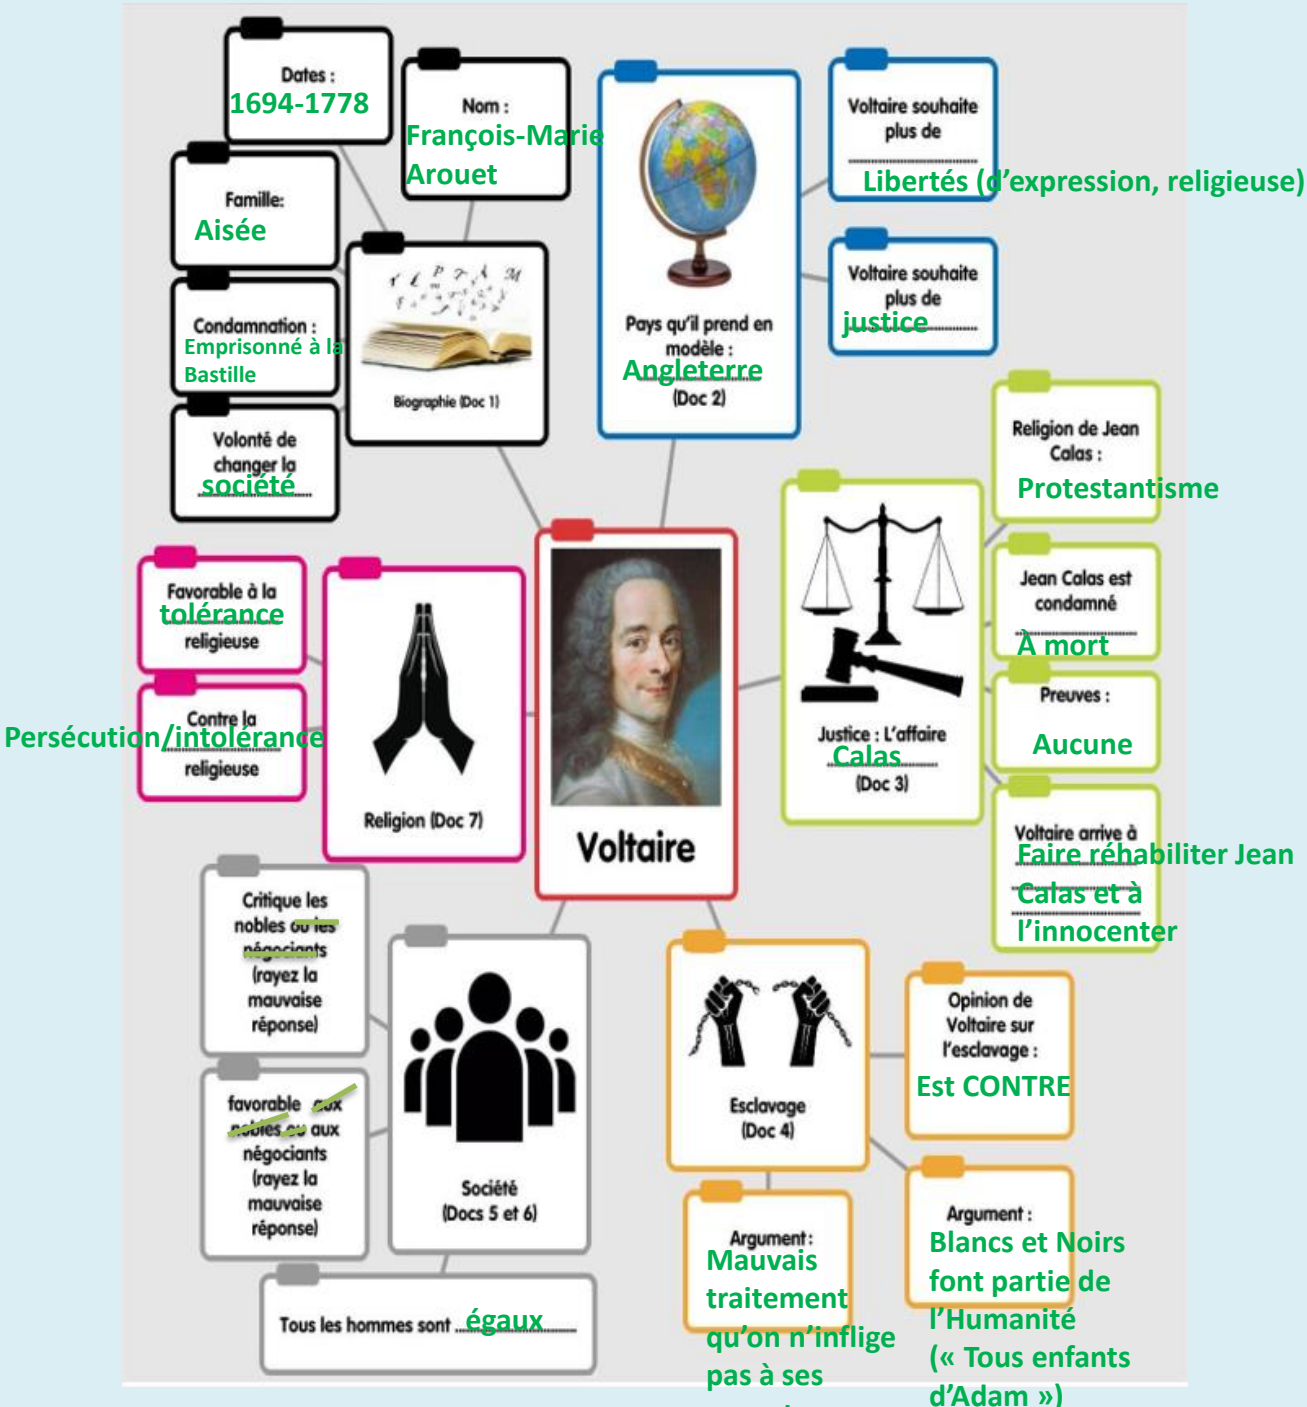 Dates :
1694-1778
Nom :
François-Marie
Arouet
Famille:
Aisée
Condamnation :
Emprisonné à la
Bastille
Volonté de
changer la
société
Biographie (Doc 1)
Pays qu'il prend en
modèle :
Angleterre
(Doc 2)
Voltaire souhaite
plus de
Libertés (d'expression, religieuse)
Voltaire souhaite
plus de
justice
Religion de Jean
Calas :
Protestantisme
Jean Calas est
condamné
À mort
Preuves :
Aucune
Voltaire arrive à
Faire réhabiliter Jean
Calas et à
l'innocenter
Justice : L'affaire
Calas
(Doc 3)
Favorable à la
tolérance
religieuse
Contre la
Persécution/intolérance
religieuse
Religion (Doc 7)
Voltaire
Critique les
nobles ou les
négociants
(rayez la
mauvaise
réponse)
favorable aux
nobles ou aux
négociants
(rayez la
mauvaise
réponse)
Société
(Docs 5 et 6)
Tous les hommes sont égaux
Esclavage
(Doc 4)
Opinion de
Voltaire sur
l'esclavage :
Est CONTRE
Argument :
Mauvais
traitement
qu'on n'inflige
pas à ses
Argument :
Blancs et Noirs
font partie de
l'Humanité
(« Tous enfants
d'Adam »)